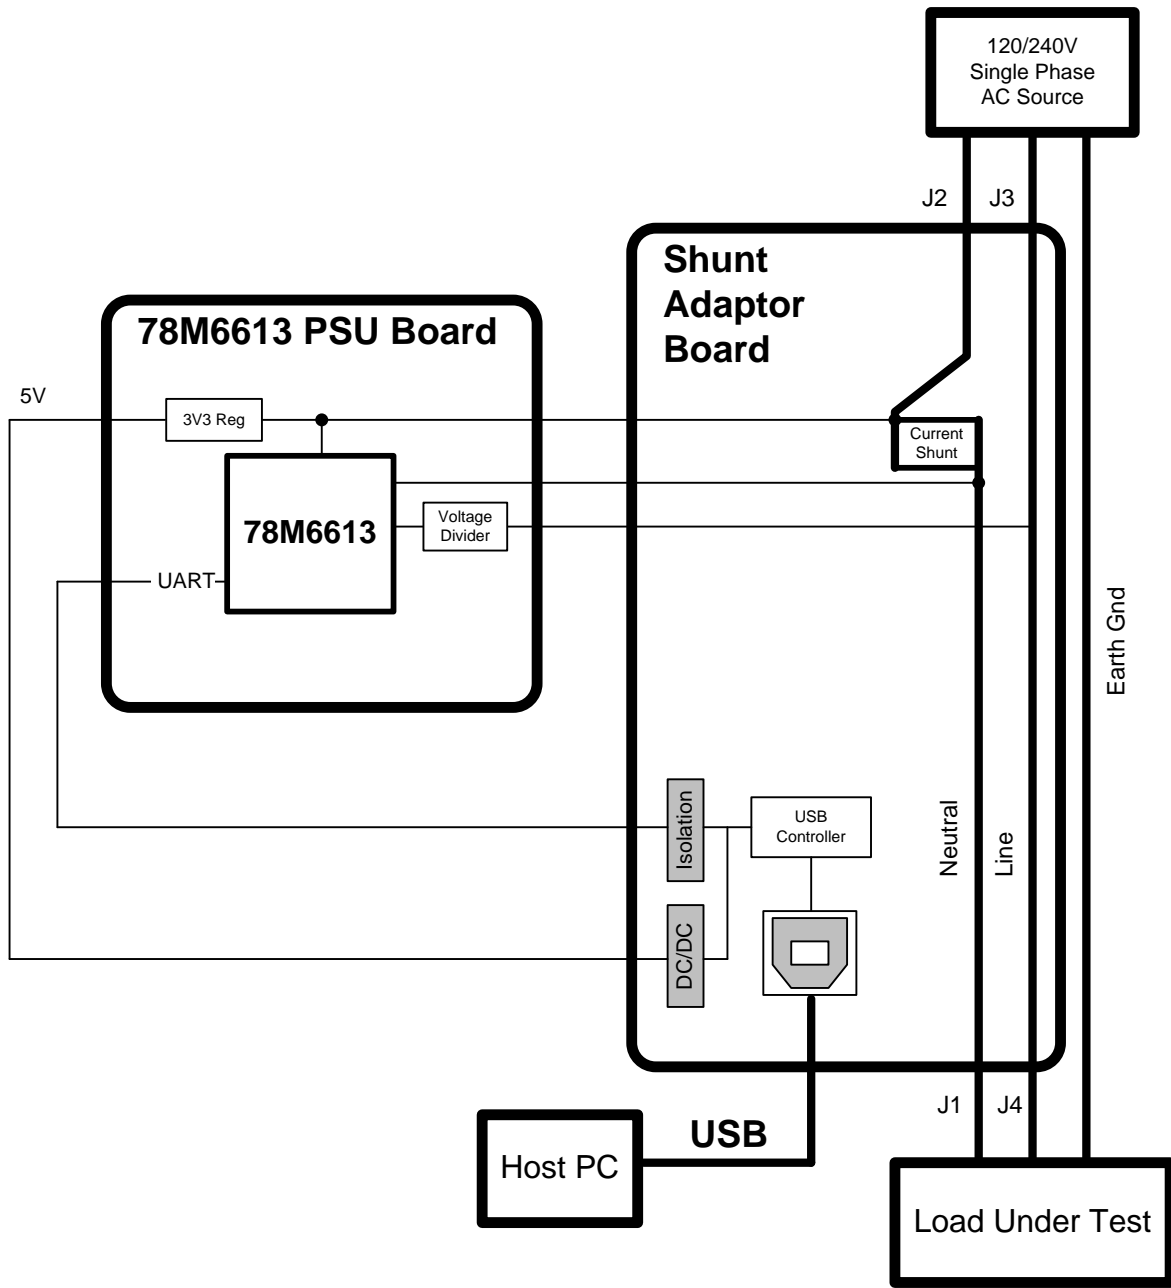 120/240V
Single Phase
AC Source
J2
J3
Shunt
Adaptor
Board
78M6613 PSU Board
5V
3V3 Reg
Current
Shunt
78M6613
Voltage
Divider
UART
Earth Gnd
Isolation
USB
Controller
Neutral
Line
DC/DC
J1
J4
USB
Host PC
Load Under Test